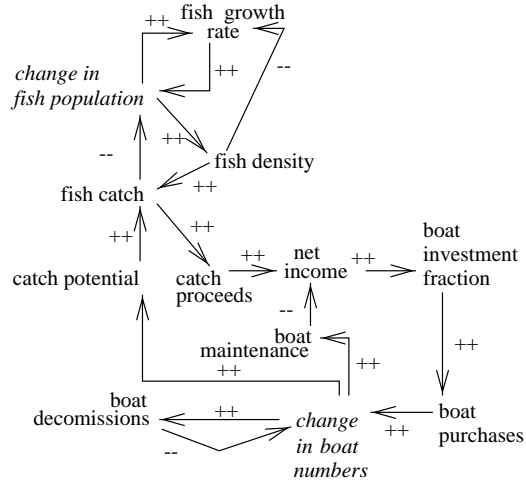 fish growth
rate
++
++
--
change in
fish population
++
fish density
--
++
fish catch
++
++
catch potential
catch
proceeds
++
net
income
++
boat
investment
fraction
--
boat
maintenance
++
++
++
boat
decomissions
++
--
change
in boat
numbers
++
boat
purchases